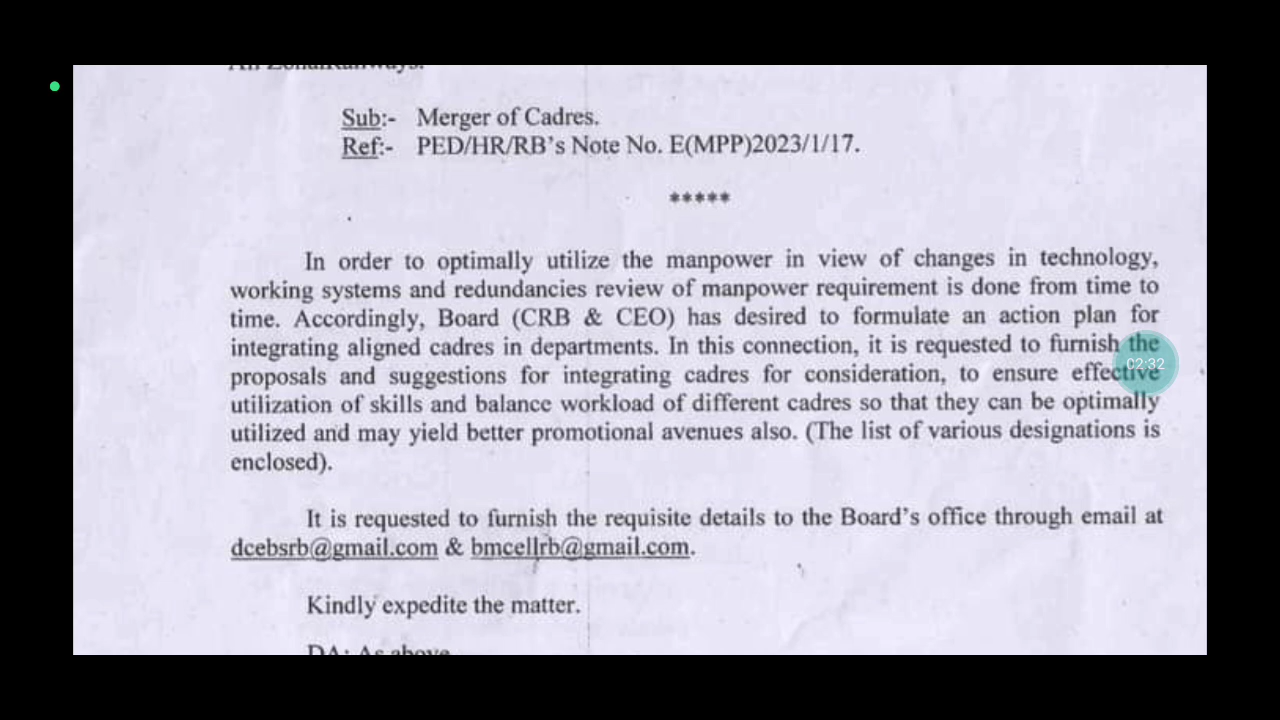 All Zonal Railways.
Sub:- Merger of Cadres.
Ref:- PED/HR/RB's Note No. E(MPP)2023/1/17.
*****
In order to optimally utilize the manpower in view of changes in technology,
working systems and redundancies review of manpower requirement is done from time to
time. Accordingly, Board (CRB & CEO) has desired to formulate an action plan for
integrating aligned cadres in departments. In this connection, it is requested to furnish the
proposals and suggestions for integrating cadres for consideration, to ensure effective
utilization of skills and balance workload of different cadres so that they can be optimally
utilized and may yield better promotional avenues also. (The list of various designations is
enclosed).
It is requested to furnish the requisite details to the Board's office through email at
dcebsrb@gmail.com & bmcellrb@gmail.com.
Kindly expedite the matter.
DA: As above
02:32